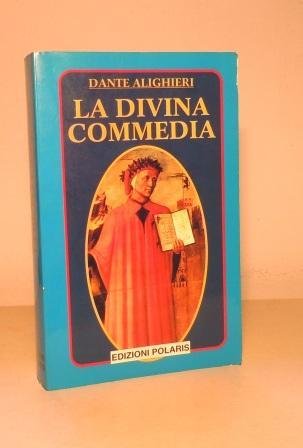 DANTE ALIGHIERI
LA DIVINA
COMMEDIA
EDIZIONI POLARIS